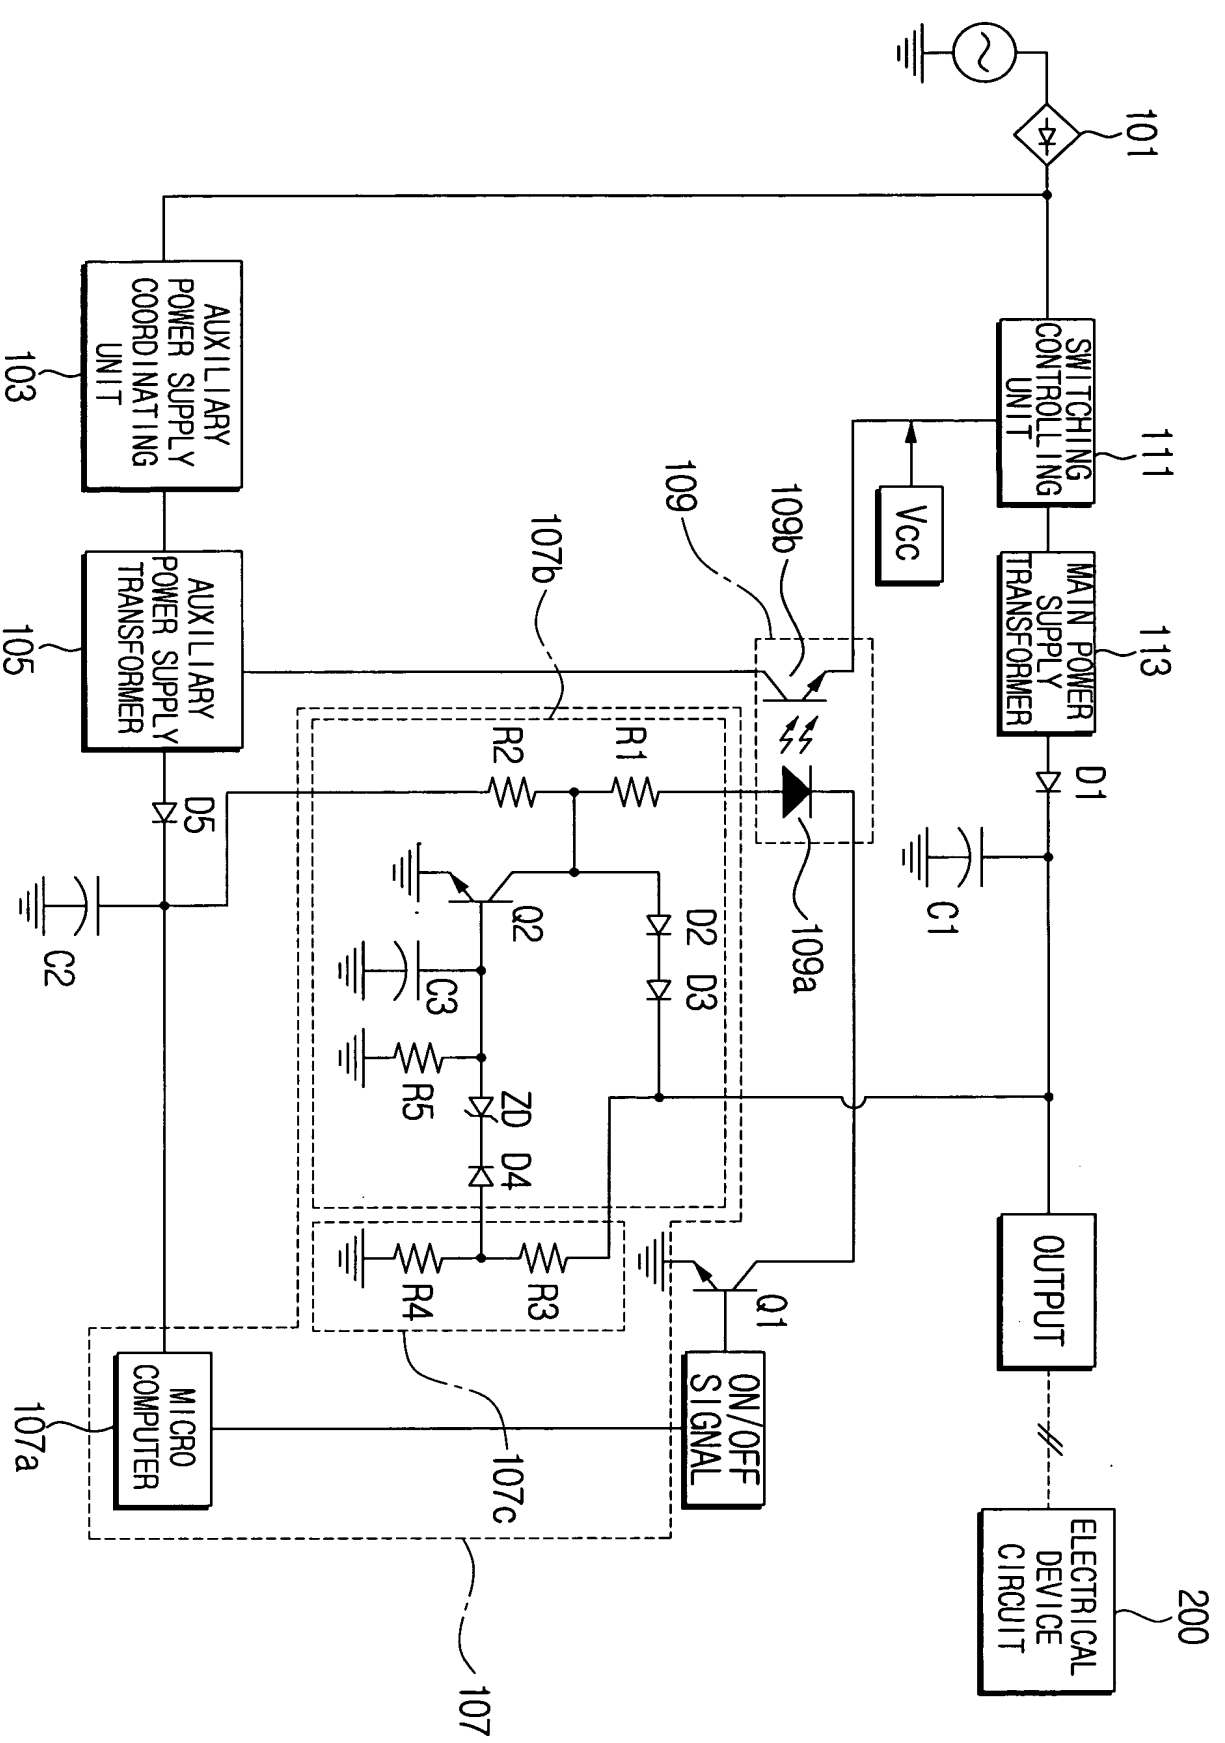 101
SWITCHING
CONTROLLING
UNIT
111
MAIN POWER
SUPPLY
TRANSFORMER
113
D1
C1
OUTPUT
ELECTRICAL
DEVICE
CIRCUIT
200
Vcc
109
109b
109a
107b
R1
R2
D2
D3
Q2
C3
R5
ZD
D4
R3
R4
Q1
ON/OFF
SIGNAL
107c
AUXILIARY
POWER SUPPLY
COORDINATING
UNIT
103
AUXILIARY
POWER SUPPLY
TRANSFORMER
105
D5
C2
MICRO
COMPUTER
107a
107